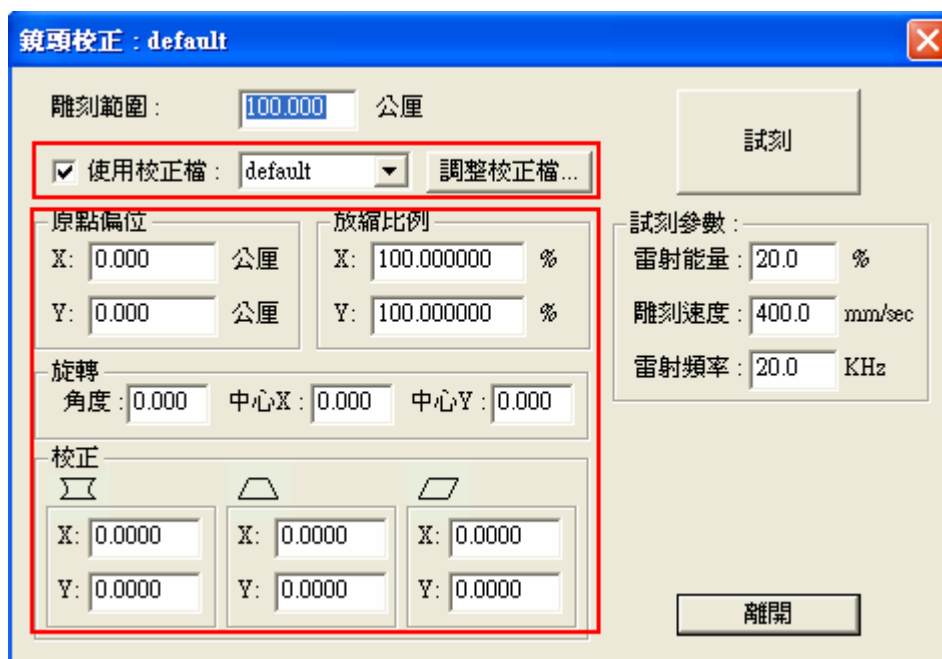 鏡頭校正 : default
雕刻範圍 : 100.000 公厘
試刻
使用校正檔 : default 調整校正檔...
原點偏位 放縮比例 試刻參數 :
X: 0.000 公厘 X: 100.000000 % 雷射能量 : 20.0 %
Y: 0.000 公厘 Y: 100.000000 % 雕刻速度 : 400.0 mm/sec
旋轉 雷射頻率 : 20.0 KHz
角度 : 0.000 中心X : 0.000 中心Y : 0.000
校正
X: 0.0000 X: 0.0000 X: 0.0000
Y: 0.0000 Y: 0.0000 Y: 0.0000
離開